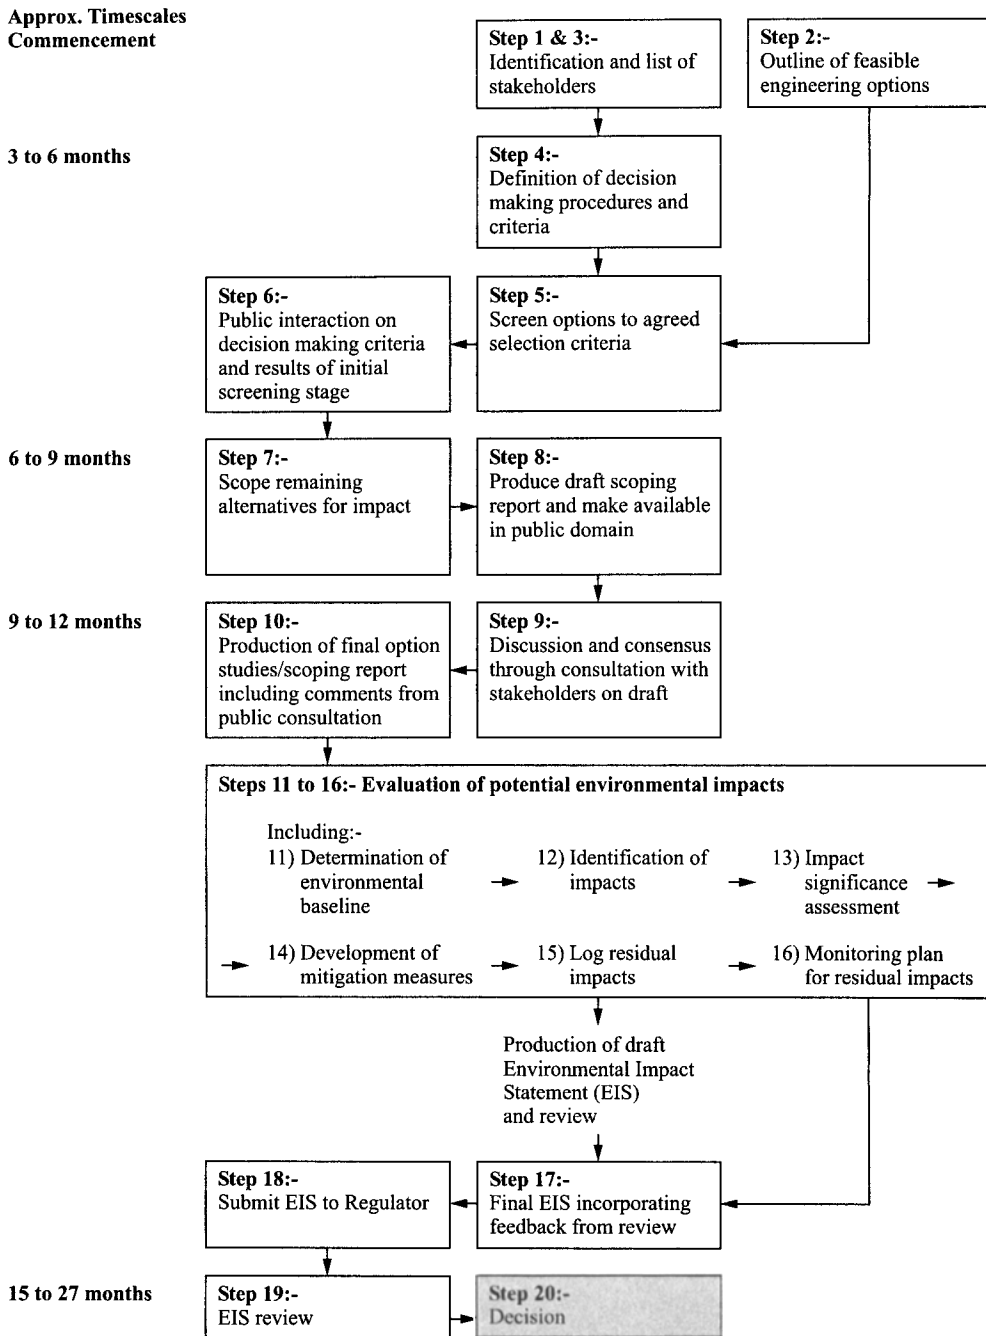 Approx. Timescales
Commencement
Step 1 & 3:-
Identification and list of
stakeholders
Step 2:-
Outline of feasible
engineering options
3 to 6 months
Step 4:-
Definition of decision
making procedures and
criteria
Step 6:-
Public interaction on
decision making criteria
and results of initial
screening stage
Step 5:-
Screen options to agreed
selection criteria
6 to 9 months
Step 7:-
Scope remaining
alternatives for impact
Step 8:-
Produce draft scoping
report and make available
in public domain
9 to 12 months
Step 10:-
Production of final option
studies/scoping report
including comments from
public consultation
Step 9:-
Discussion and consensus
through consultation with
stakeholders on draft
Steps 11 to 16:- Evaluation of potential environmental impacts
Including:-
11) Determination of
environmental
baseline
12) Identification of
impacts
13) Impact
significance
assessment
14) Development of
mitigation measures
15) Log residual
impacts
16) Monitoring plan
for residual impacts
Production of draft
Environmental Impact
Statement (EIS)
and review
Step 18:-
Submit EIS to Regulator
Step 17:-
Final EIS incorporating
feedback from review
15 to 27 months
Step 19:-
EIS review
Step 20:-
Decision